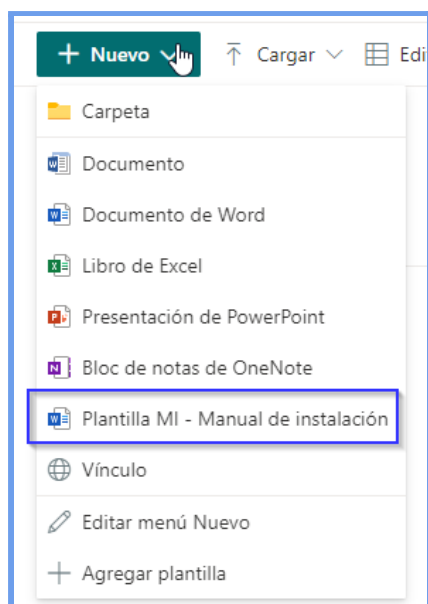 + Nuevo
Cargar
Edi
Carpeta
Documento
Documento de Word
Libro de Excel
Presentación de PowerPoint
Bloc de notas de OneNote
Plantilla MI - Manual de instalación
Vínculo
Editar menú Nuevo
Agregar plantilla